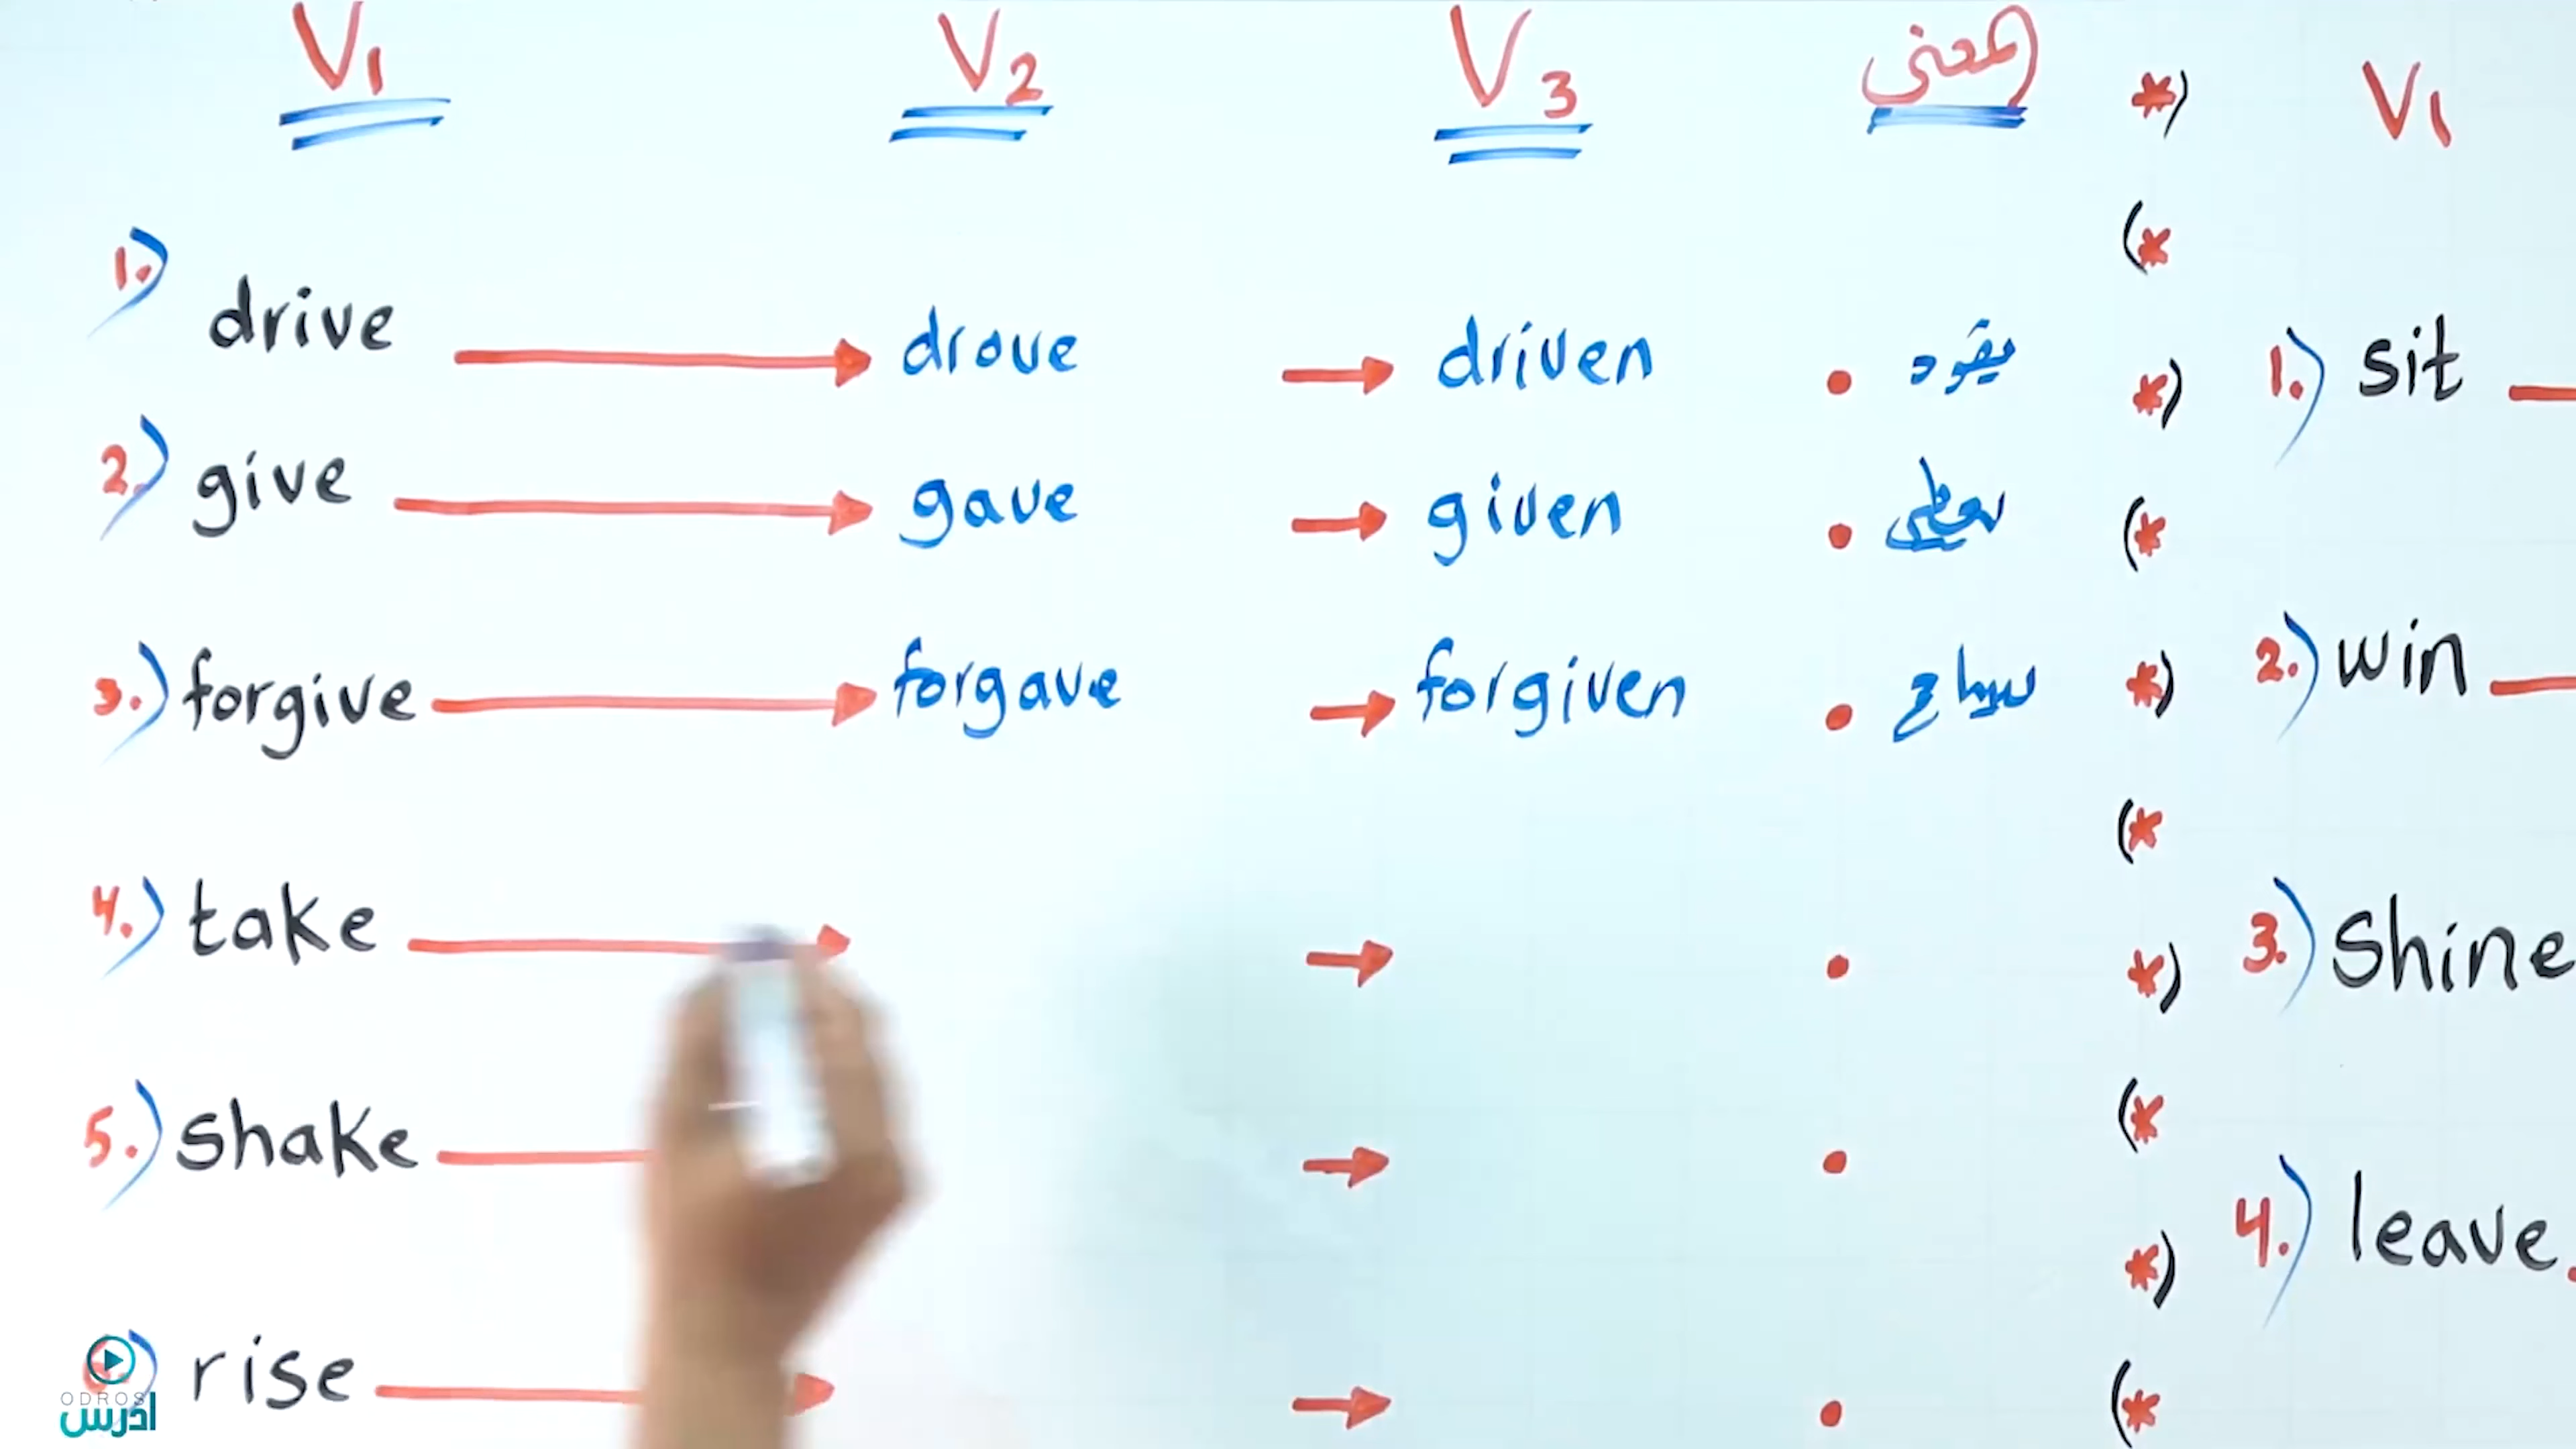 V1 V2 V3 المعنى *) V1
(*
1.) drive drove driven • يقود *) 1.) sit
2.) give gave given • يعطي (*
3.) forgive forgave forgiven • يسامح *) 2.) win
(*
4.) take • *) 3.) Shine
5.) shake • (*
*) 4.) leave
rise • (*
ODROS
ادرس